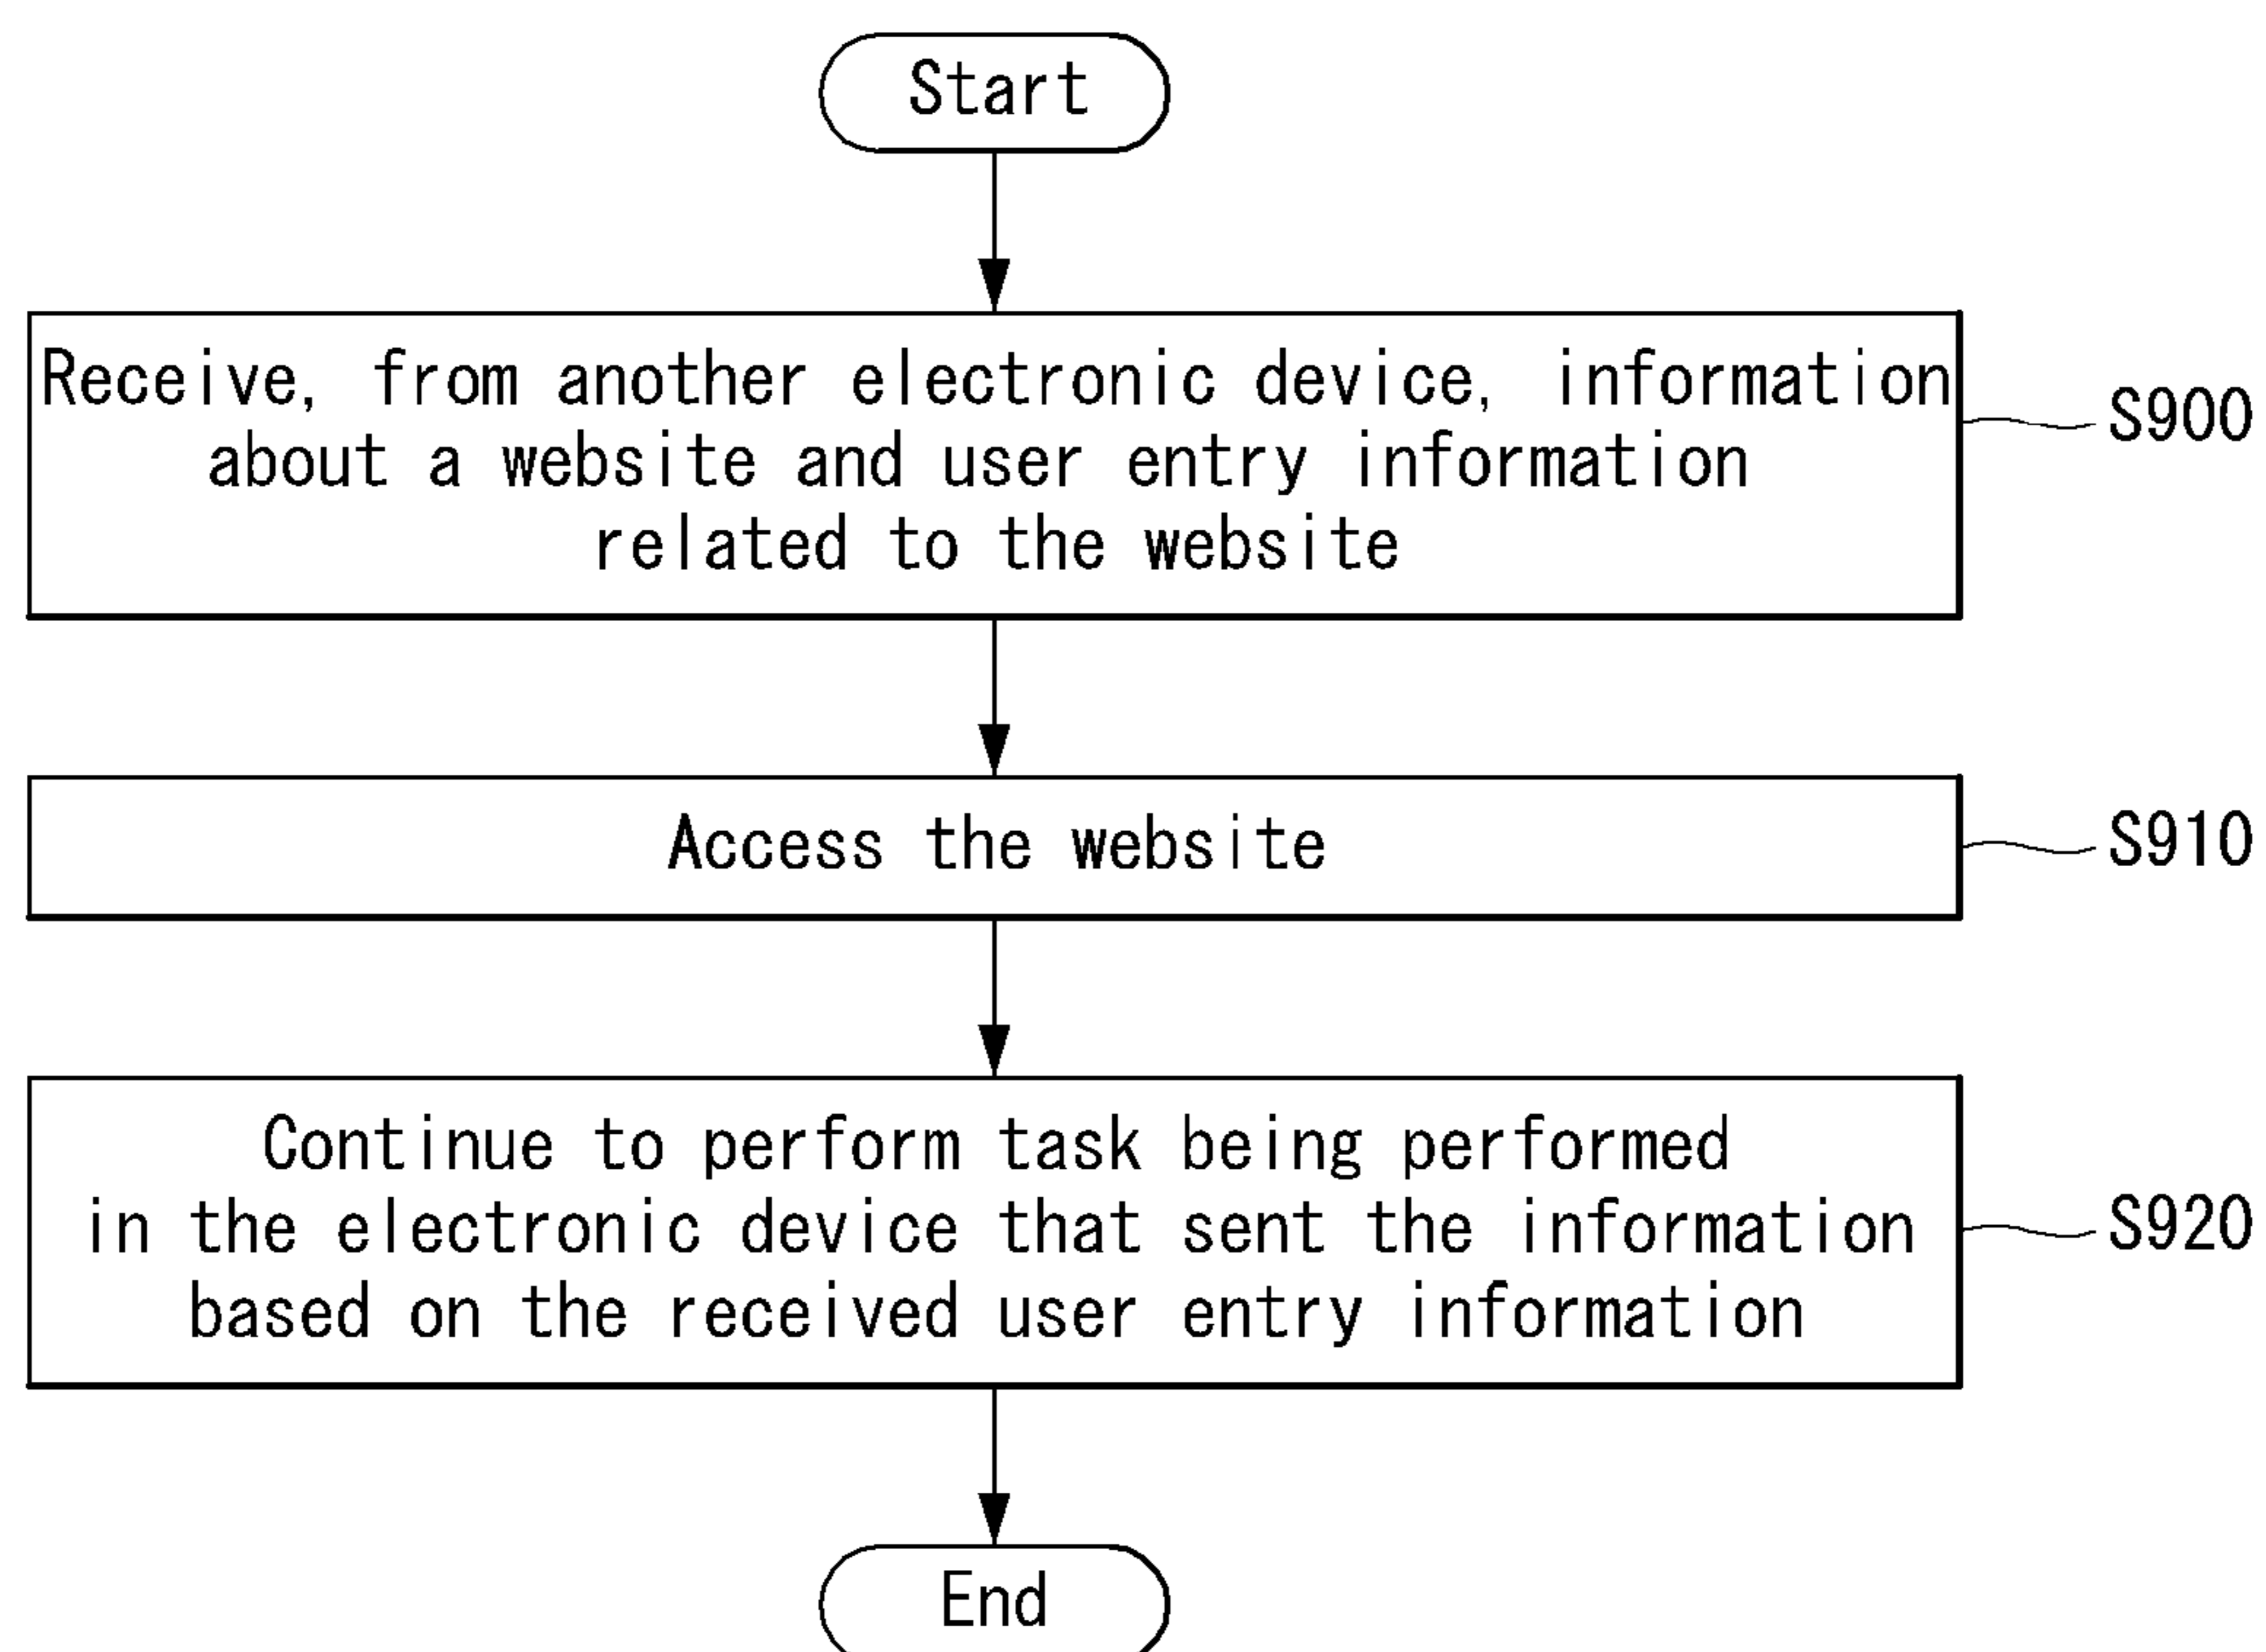 Start
Receive, from another electronic device, information
about a website and user entry information
related to the website
S900
Access the website
S910
Continue to perform task being performed
in the electronic device that sent the information
based on the received user entry information
S920
End